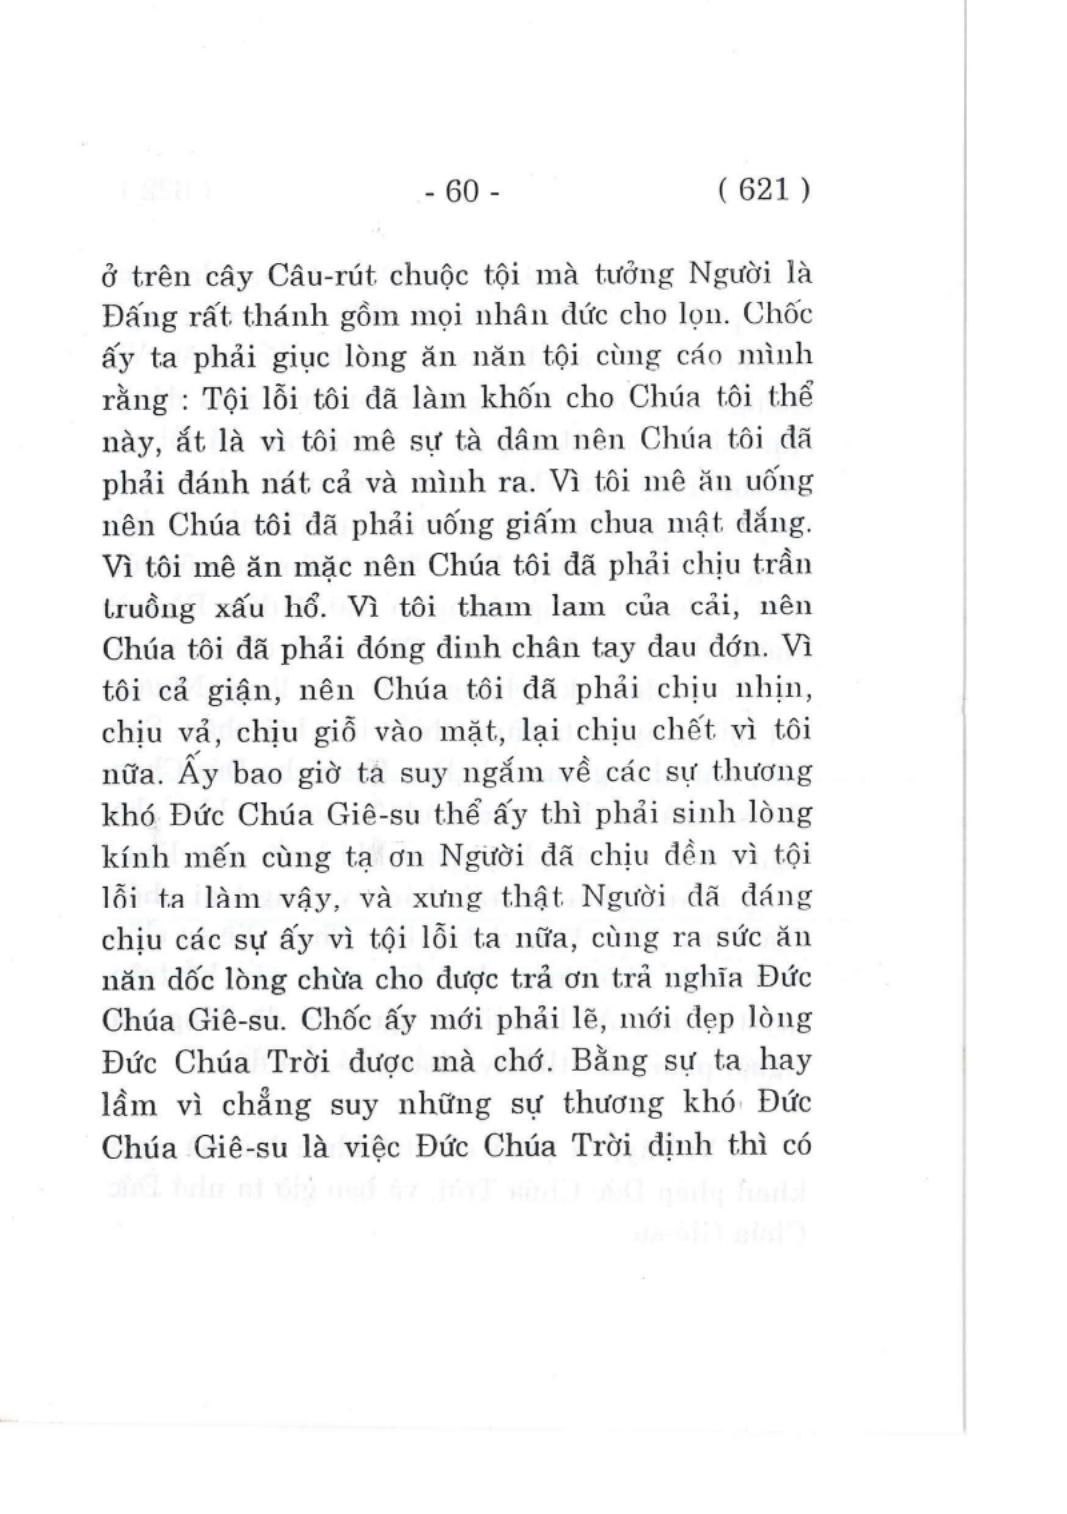 - 60 - ( 621 )
ở trên cây Câu-rút chuộc tội mà tưởng Người là
Đấng rất thánh gồm mọi nhân đức cho lọn. Chốc
ấy ta phải giục lòng ăn năn tội cùng cáo mình
rằng : Tội lỗi tôi đã làm khốn cho Chúa tôi thể
này, ắt là vì tôi mê sự tà dâm nên Chúa tôi đã
phải đánh nát cả và mình ra. Vì tôi mê ăn uống
nên Chúa tôi đã phải uống giấm chua mật đắng.
Vì tôi mê ăn mặc nên Chúa tôi đã phải chịu trần
truồng xấu hổ. Vì tôi tham lam của cải, nên
Chúa tôi đã phải đóng đinh chân tay đau đớn. Vì
tôi cả giận, nên Chúa tôi đã phải chịu nhịn,
chịu vả, chịu giỗ vào mặt, lại chịu chết vì tôi
nữa. Ấy bao giờ ta suy ngắm về các sự thương
khó Đức Chúa Giê-su thể ấy thì phải sinh lòng
kính mến cùng tạ ơn Người đã chịu đền vì tội
lỗi ta làm vậy, và xưng thật Người đã đáng
chịu các sự ấy vì tội lỗi ta nữa, cùng ra sức ăn
năn dốc lòng chừa cho được trả ơn trả nghĩa Đức
Chúa Giê-su. Chốc ấy mới phải lẽ, mới đẹp lòng
Đức Chúa Trời được mà chớ. Bằng sự ta hay
lầm vì chẳng suy những sự thương khó Đức
Chúa Giê-su là việc Đức Chúa Trời định thì có